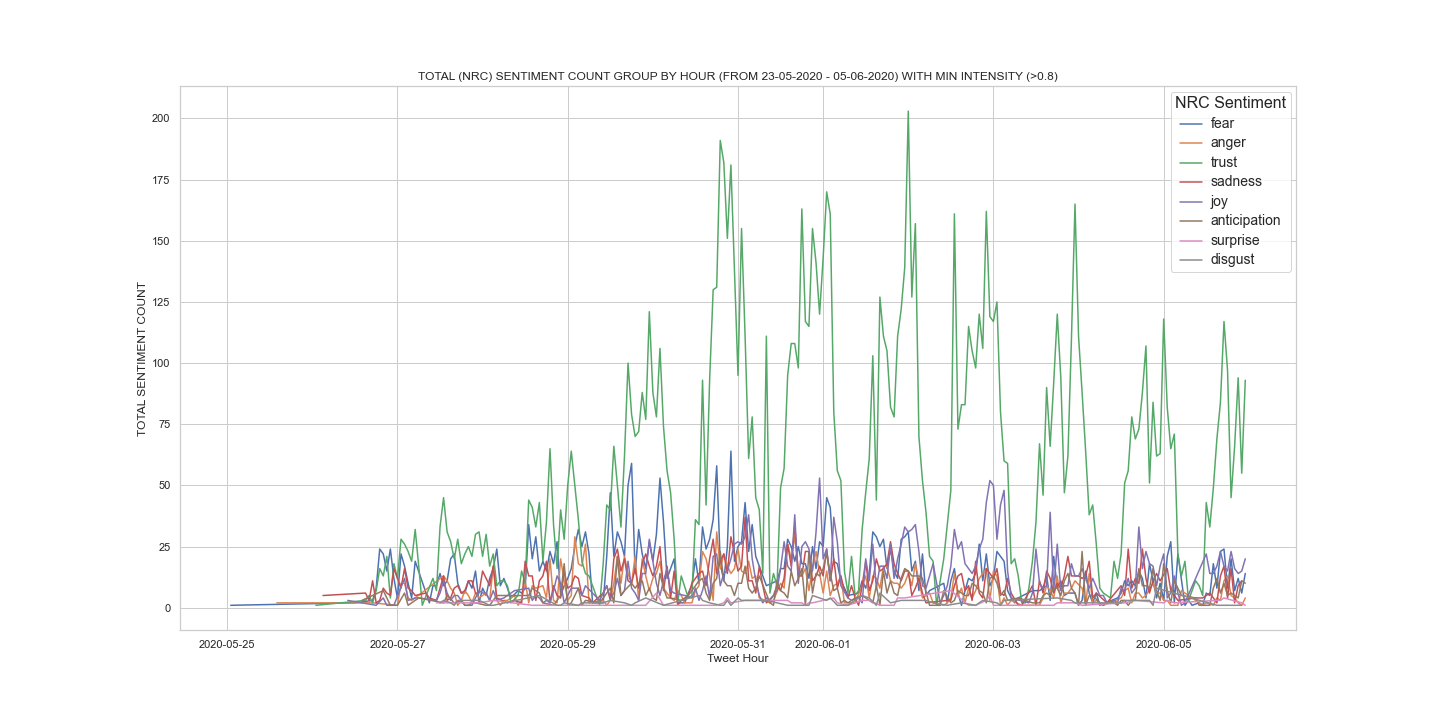 TOTAL (NRC) SENTIMENT COUNT GROUP BY HOUR (FROM 23-05-2020 - 05-06-2020) WITH MIN INTENSITY (>0.8)
NRC Sentiment
fear
anger
trust
sadness
joy
anticipation
surprise
disgust
TOTAL SENTIMENT COUNT
200
175
150
125
100
75
50
25
0
2020-05-25
2020-05-27
2020-05-29
2020-05-31
2020-06-01
2020-06-03
2020-06-05
Tweet Hour